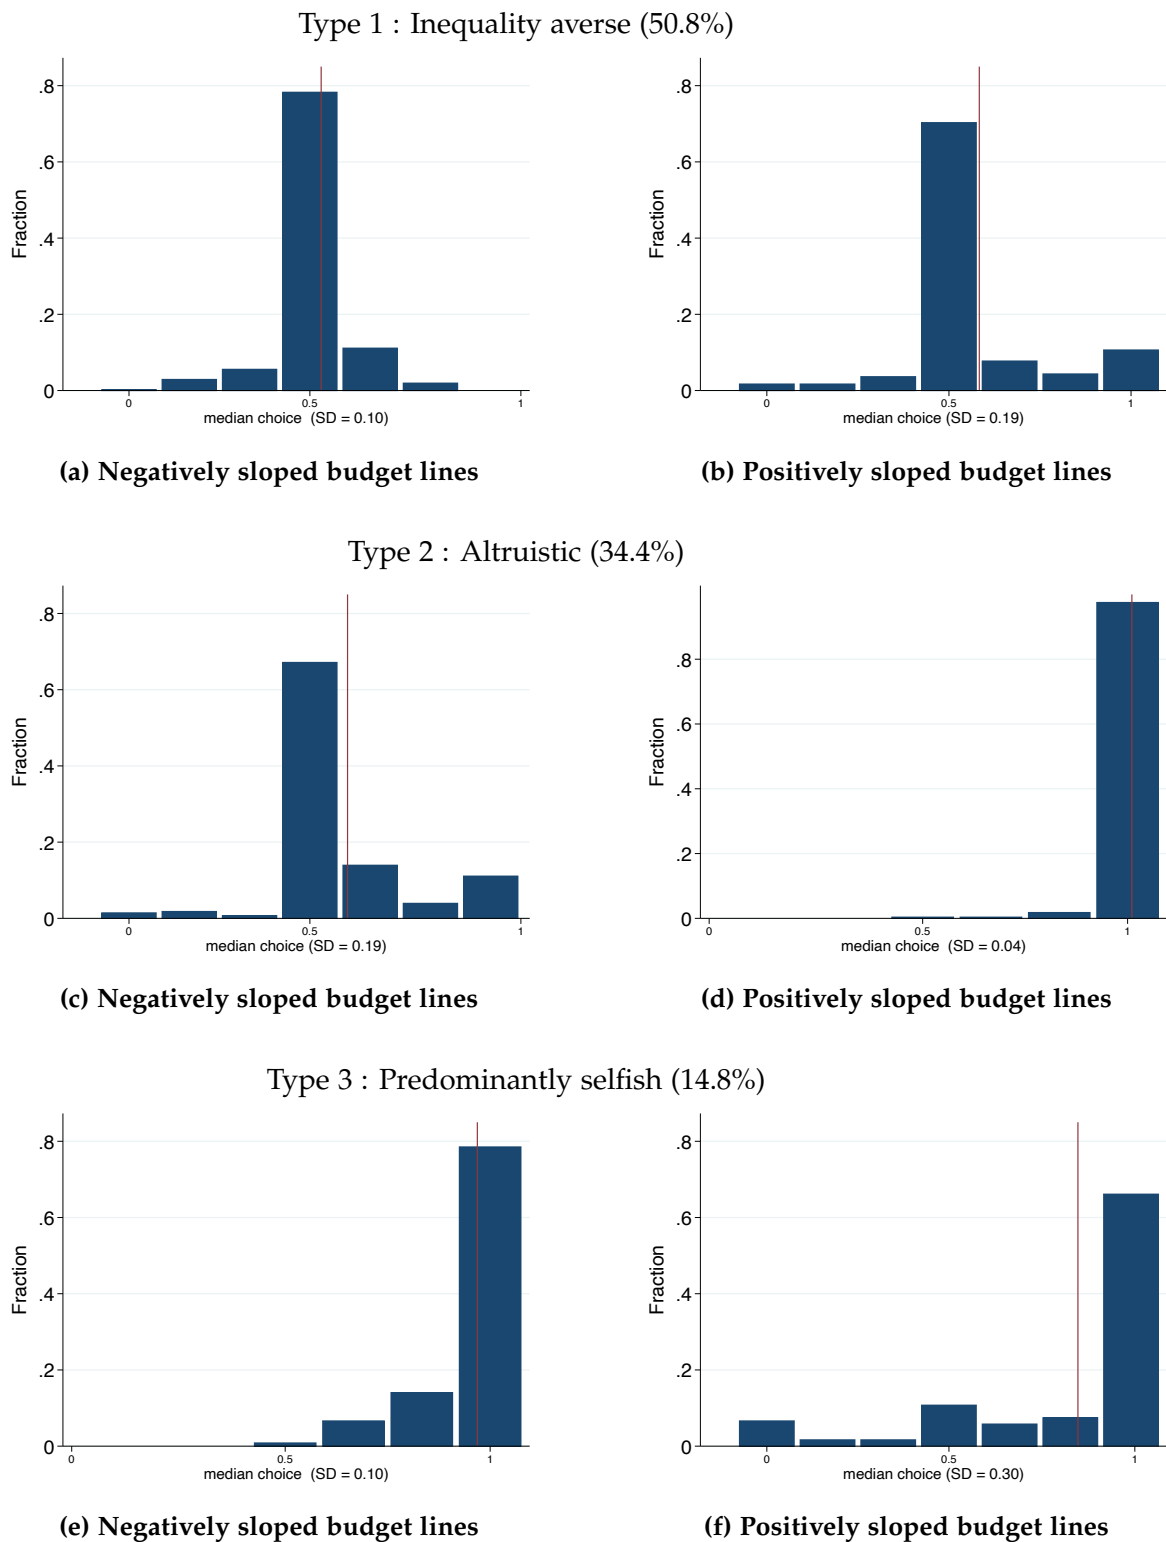 Type 1 : Inequality averse (50.8%)
.8
.6
.4
.2
0
Fraction
0 0.5 1
median choice (SD = 0.10)
.8
.6
.4
.2
0
Fraction
0 0.5 1
median choice (SD = 0.19)
(a) Negatively sloped budget lines
(b) Positively sloped budget lines
Type 2 : Altruistic (34.4%)
.8
.6
.4
.2
0
Fraction
0 0.5 1
median choice (SD = 0.19)
.8
.6
.4
.2
0
Fraction
0 0.5 1
median choice (SD = 0.04)
(c) Negatively sloped budget lines
(d) Positively sloped budget lines
Type 3 : Predominantly selfish (14.8%)
.8
.6
.4
.2
0
Fraction
0 0.5 1
median choice (SD = 0.10)
.8
.6
.4
.2
0
Fraction
0 0.5 1
median choice (SD = 0.30)
(e) Negatively sloped budget lines
(f) Positively sloped budget lines